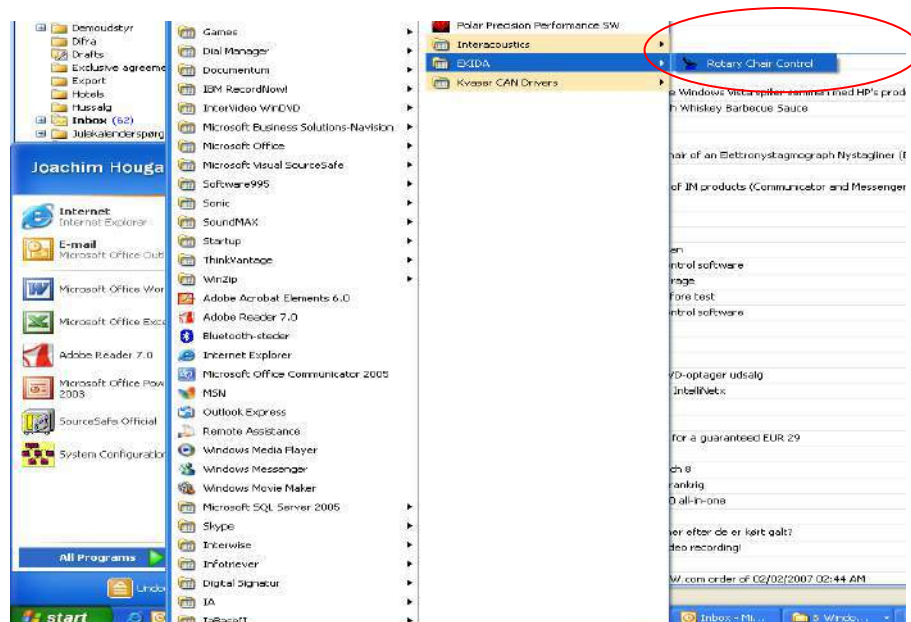 Demoudstyr
Difra
Drafts
Exclusive agreeme
Export
Hotels
Hussalg
Inbox (62)
Julekalenderspørg
Joachim Houga
Internet
Internet Explorer
E-mail
Microsoft Office Outl
Microsoft Office Wor
Microsoft Office Exce
Adobe Reader 7.0
Microsoft Office Pow
2003
SourceSafe Official
System Configuratior
All Programs
Undo
start
Games
Dial Manager
Documentum
IBM RecordNow!
InterVideo WinDVD
Microsoft Business Solutions-Navision
Microsoft Office
Microsoft Visual SourceSafe
Software995
Sonic
SoundMAX
Startup
ThinkVantage
WinZip
Adobe Acrobat Elements 6.0
Adobe Reader 7.0
Bluetooth-steder
Internet Explorer
Microsoft Office Communicator 2005
MSN
Outlook Express
Remote Assistance
Windows Media Player
Windows Messenger
Windows Movie Maker
Microsoft SQL Server 2005
Skype
Interwise
Infotriever
Digital Signatur
IA
IaBaseII
Polar Precision Performance SW
Interacoustics
EKIDA
Kvaser CAN Drivers
Rotary Chair Control
e Windows Vista spiller sammen med HP's prod
h Whiskey Barbecue Sauce
hair of an Elettronystagmograph Nystagliner (
of IM products (Communicator and Messenger
en
ntrol software
rage
fore test
ntrol software
VD-optager udsalg
IntelliNetx
for a guaranteed EUR 29
ch 8
rankrig
all-in-one
her efter de er kørt galt?
deo recording!
W.com order of 02/02/2007 02:44 AM
Inbox - Mi...
5 Windo...